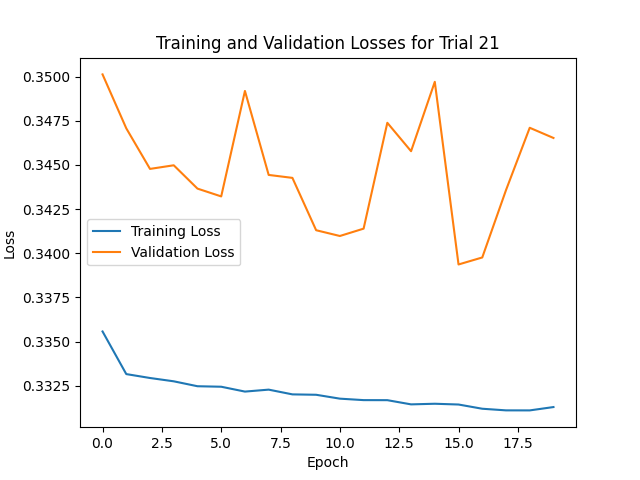 Training and Validation Losses for Trial 21
0.3500
0.3475
0.3450
0.3425
0.3400
0.3375
0.3350
0.3325
Loss
Training Loss
Validation Loss
0.0 2.5 5.0 7.5 10.0 12.5 15.0 17.5
Epoch